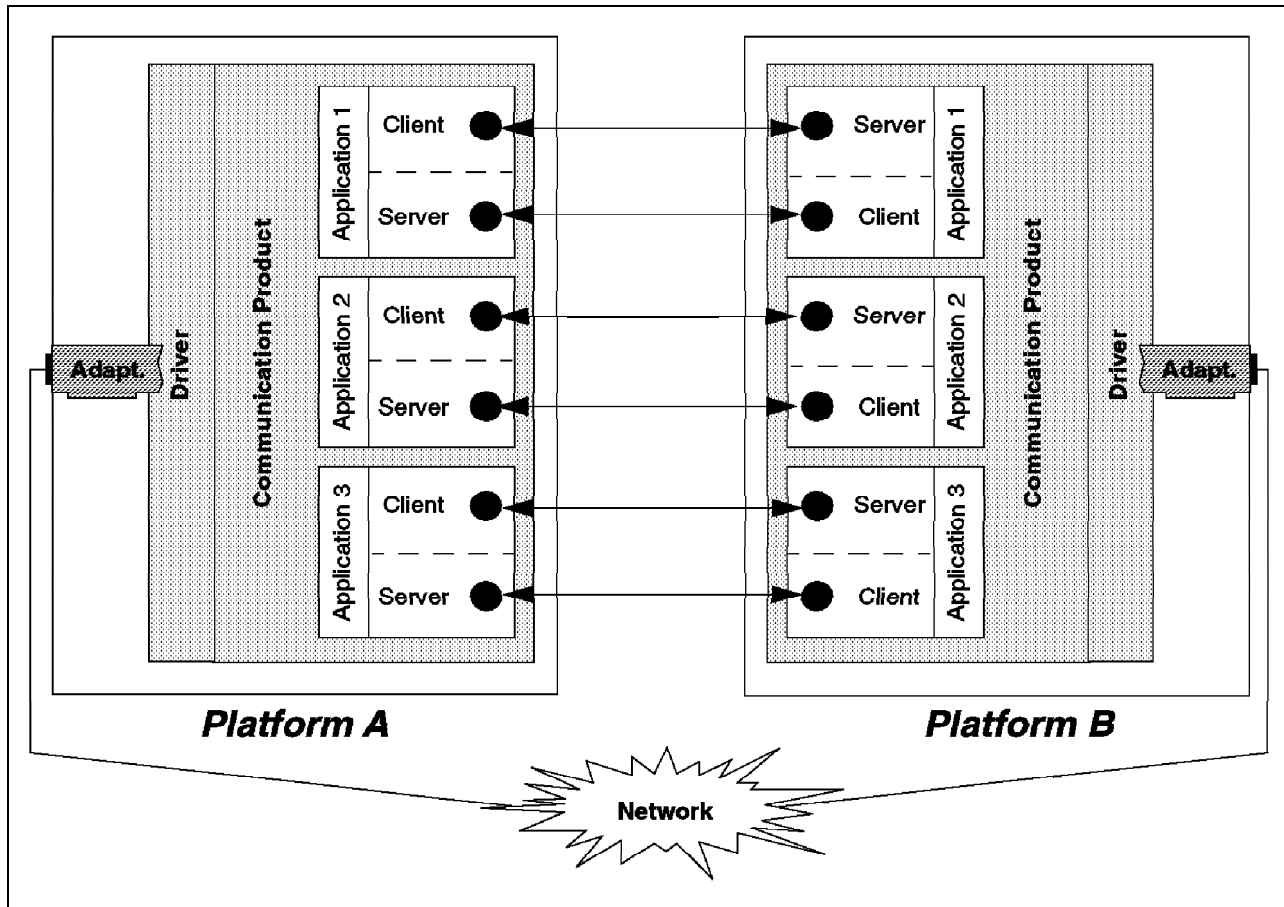 Application 1
Client
Server
Application 2
Client
Server
Application 3
Client
Server
Communication Product
Driver
Adapt.
Platform A
Server
Client
Application 1
Server
Client
Application 2
Server
Client
Application 3
Communication Product
Driver
Adapt.
Platform B
Network